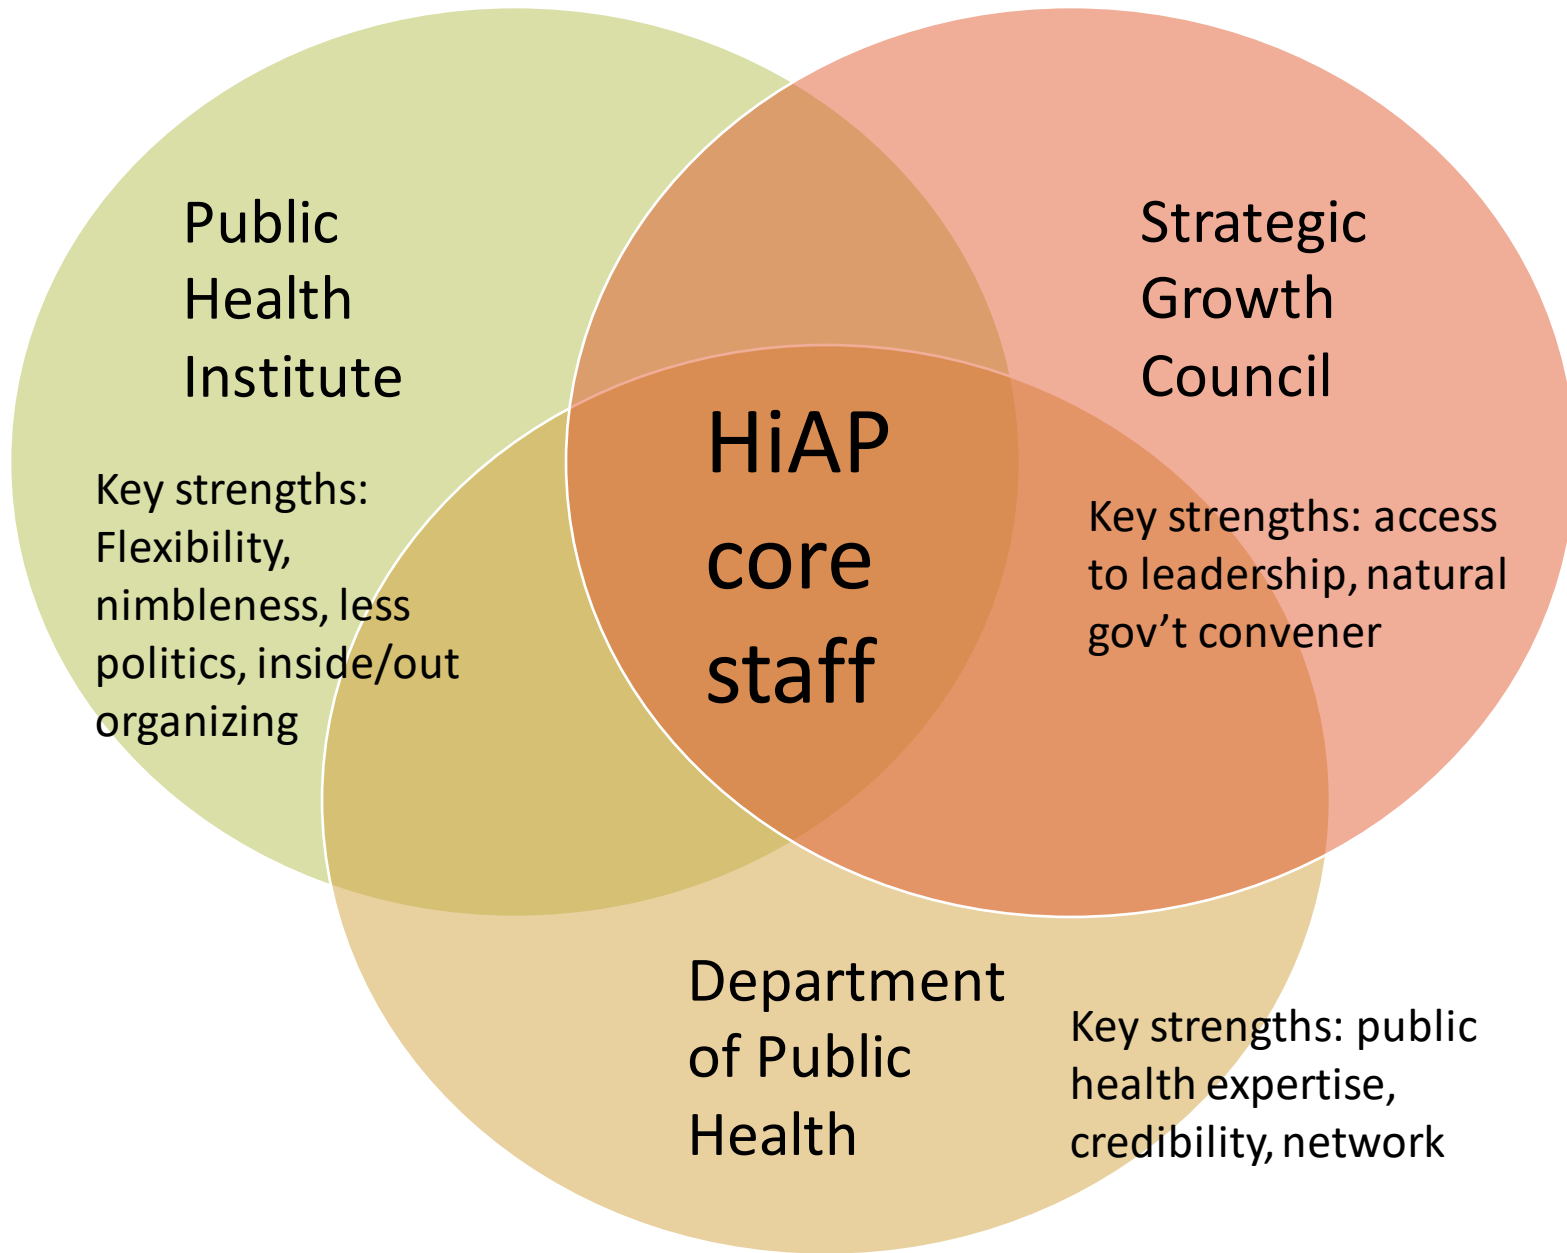 Public
Health
Institute
Key strengths:
Flexibility,
nimbleness, less
politics, inside/out
organizing
HiAP
core
staff
Strategic
Growth
Council
Key strengths: access
to leadership, natural
gov’t convener
Department
of Public
Health
Key strengths: public
health expertise,
credibility, network